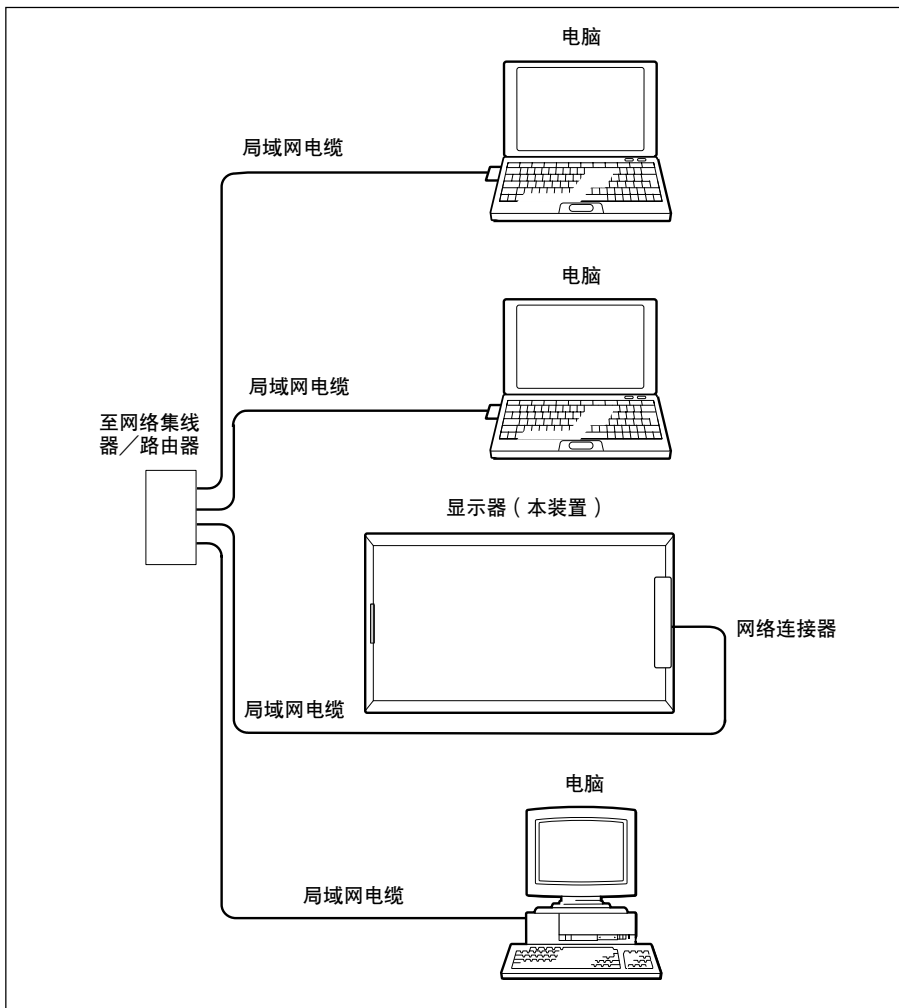 电脑
局域网电缆
电脑
局域网电缆
至网络集线
器／路由器
显示器（本装置）
网络连接器
局域网电缆
电脑
局域网电缆